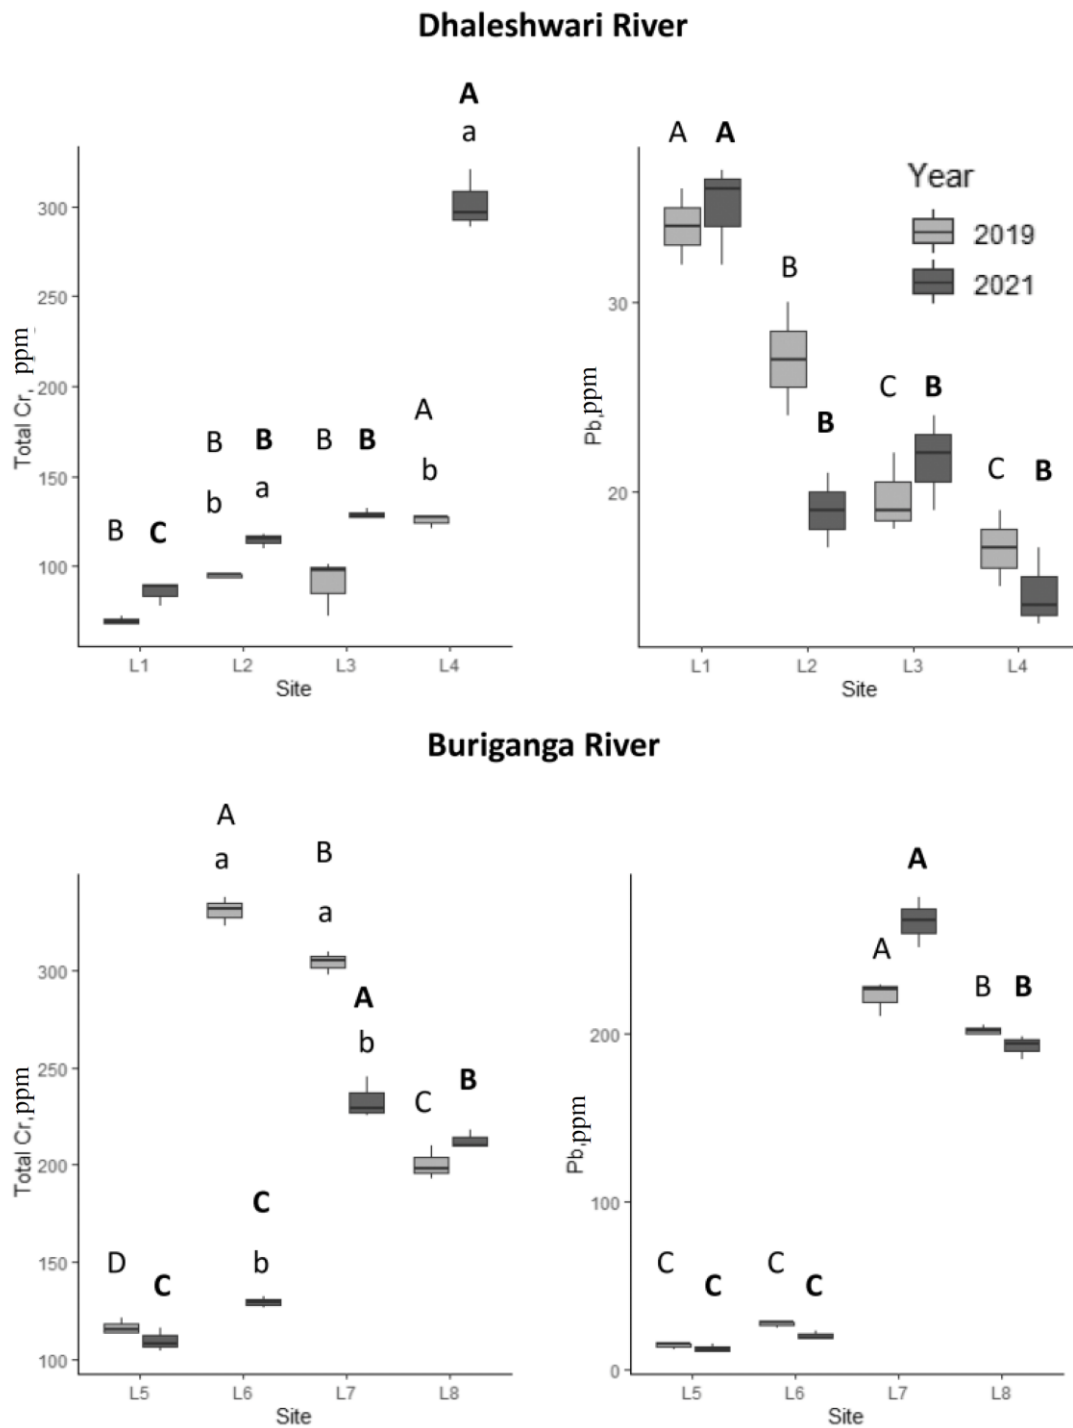 Dhaleshwari River
A
a
Total Cr, ppm
300
250
200
150
100
B
C
B
b
B
a
B
B
A
b
L1
L2
L3
L4
Site
Pb,ppm
30
20
A
A
B
B
C
B
C
B
Year
2019
2021
L1
L2
L3
L4
Site
Buriganga River
Total Cr,ppm
300
250
200
150
100
D
C
A
a
C
b
B
a
A
b
C
B
L5
L6
L7
L8
Site
Pb,ppm
200
100
0
C
C
C
C
A
A
B
B
L5
L6
L7
L8
Site